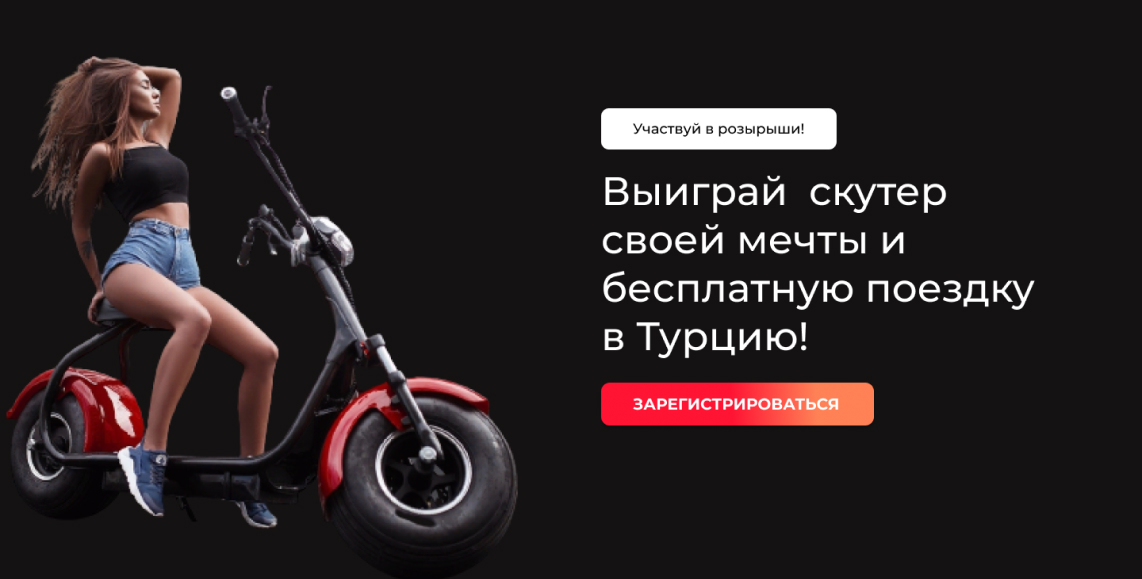 Участвуй в розырыши!
Выиграй скутер
своей мечты и
бесплатную поездку
в Турцию!
ЗАРЕГИСТРИРОВАТЬСЯ